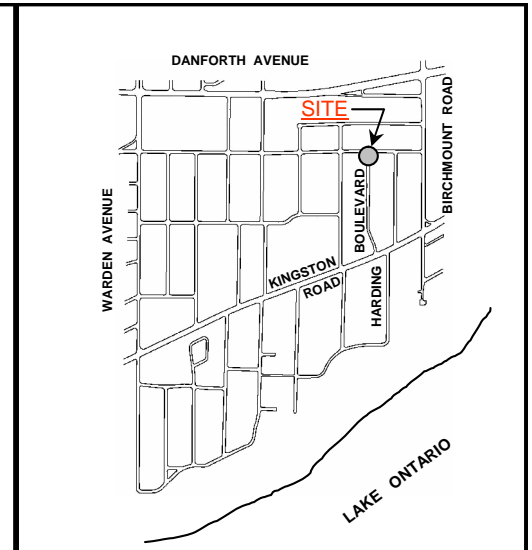 DANFORTH AVENUE
SITE
BIRCHMOUNT ROAD
WARDEN AVENUE
BOULEVARD
HARDING
KINGSTON
ROAD
LAKE ONTARIO